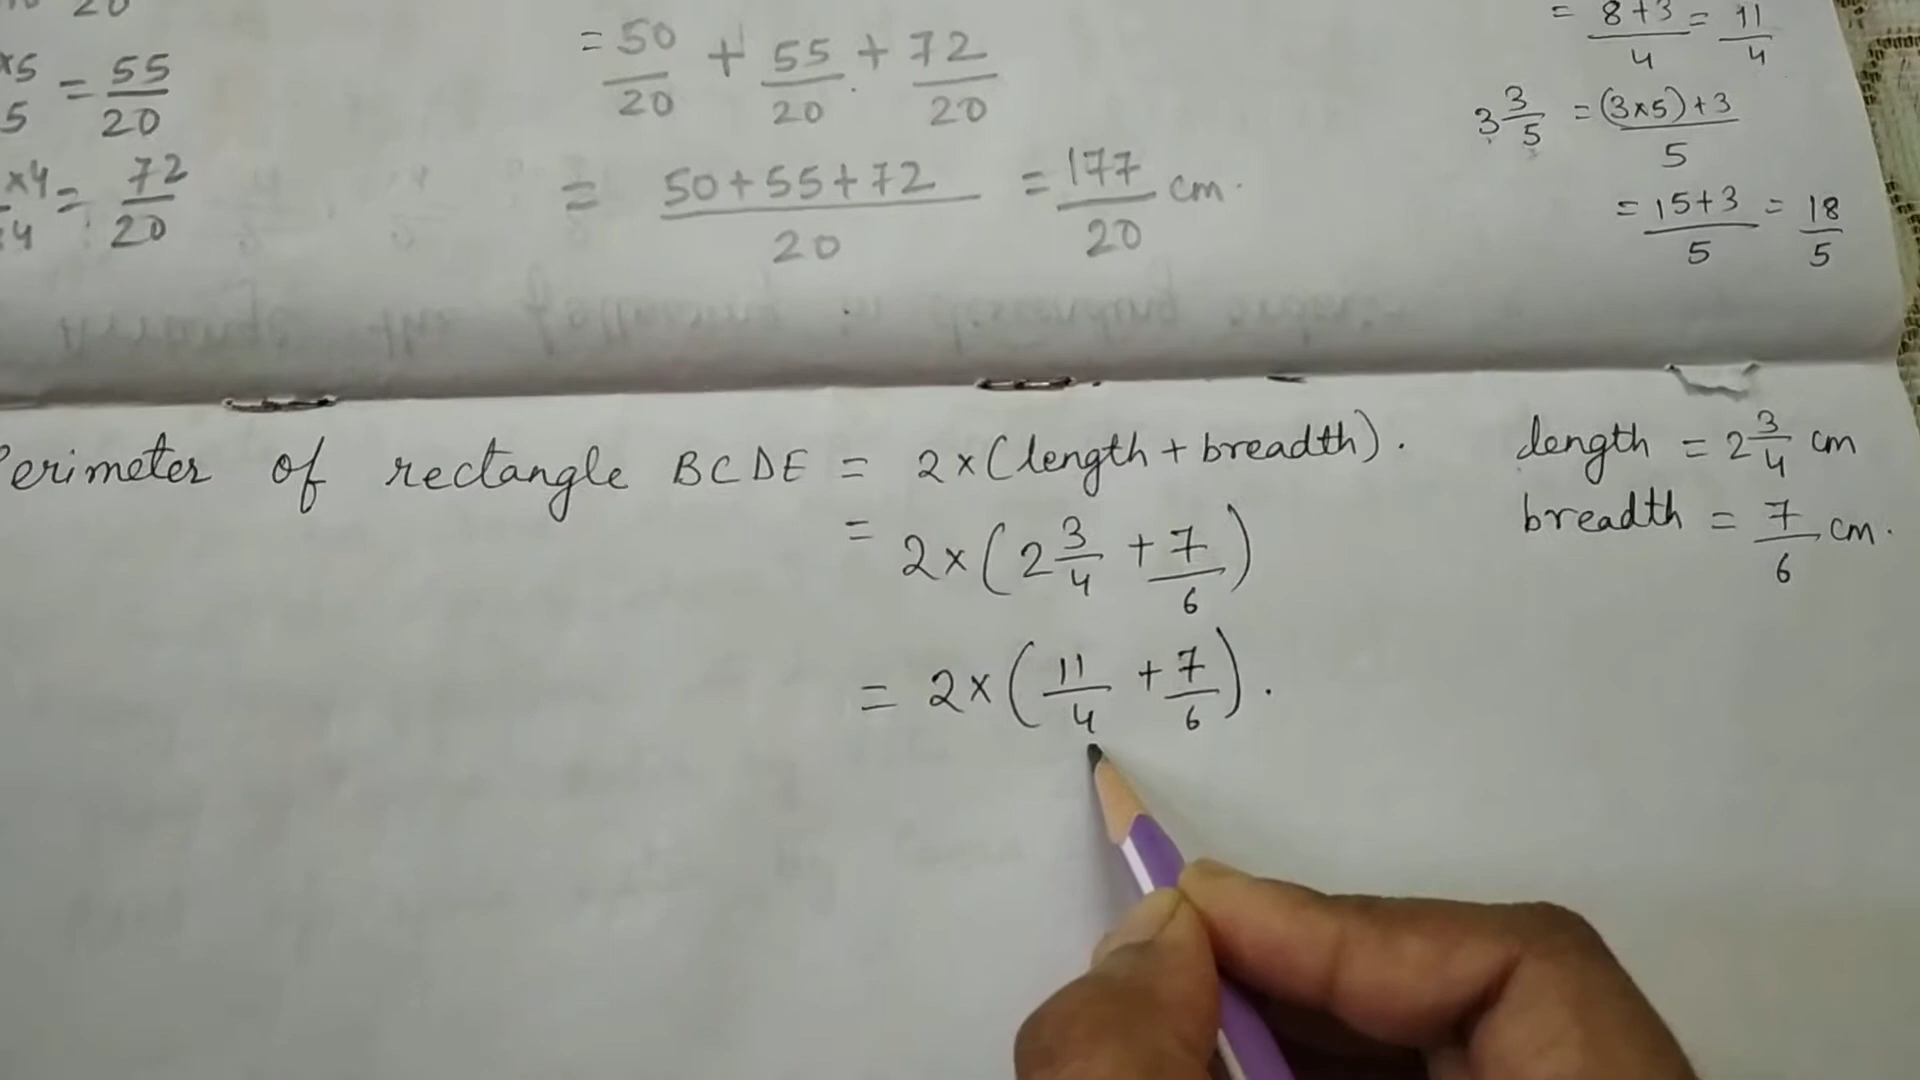 20
×5/5 = 55/20
×4/4 = 72/20
= 50/20 + 55/20 + 72/20
= (50+55+72)/20 = 177/20 cm.
= (8+3)/4 = 11/4
3 3/5 = ((3×5)+3)/5
= (15+3)/5 = 18/5
Perimeter of rectangle BCDE = 2×(length + breadth).
= 2×(2 3/4 + 7/6)
= 2×(11/4 + 7/6).
length = 2 3/4 cm
breadth = 7/6 cm.